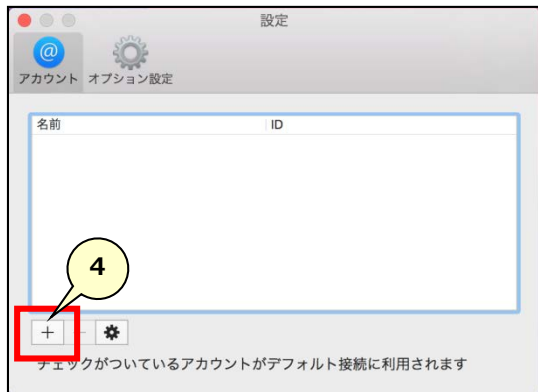 設定
@
アカウント オプション設定
名前 ID
4
+ -
チェックがついているアカウントがデフォルト接続に利用されます